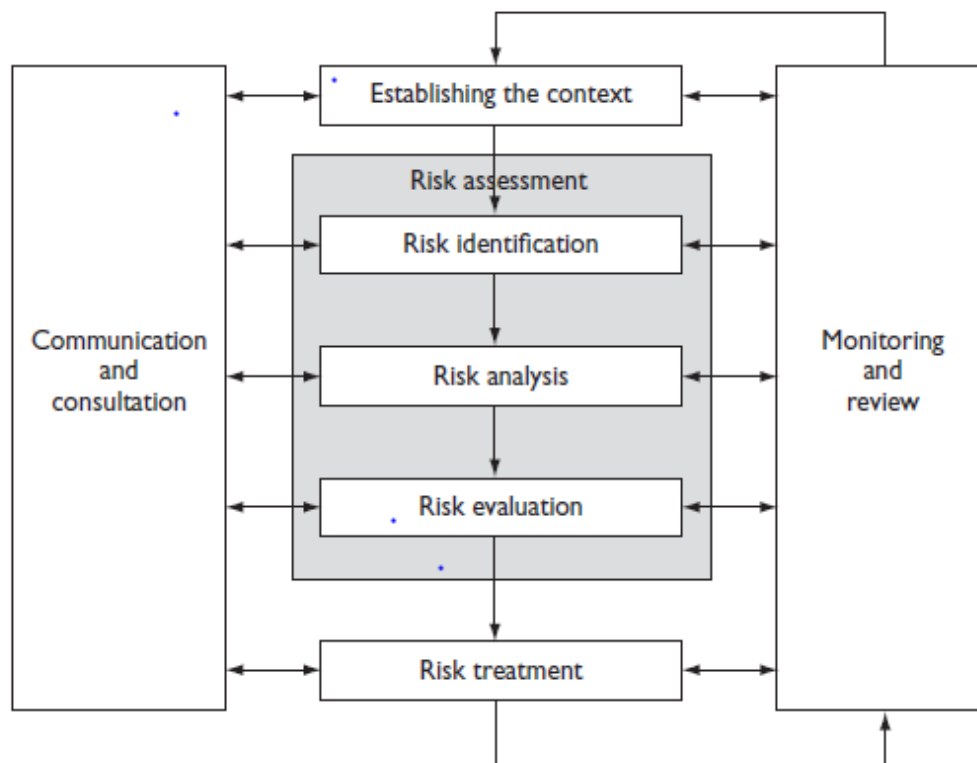 Establishing the context
Risk assessment
Risk identification
Communication
and
consultation
Risk analysis
Monitoring
and
review
Risk evaluation
Risk treatment